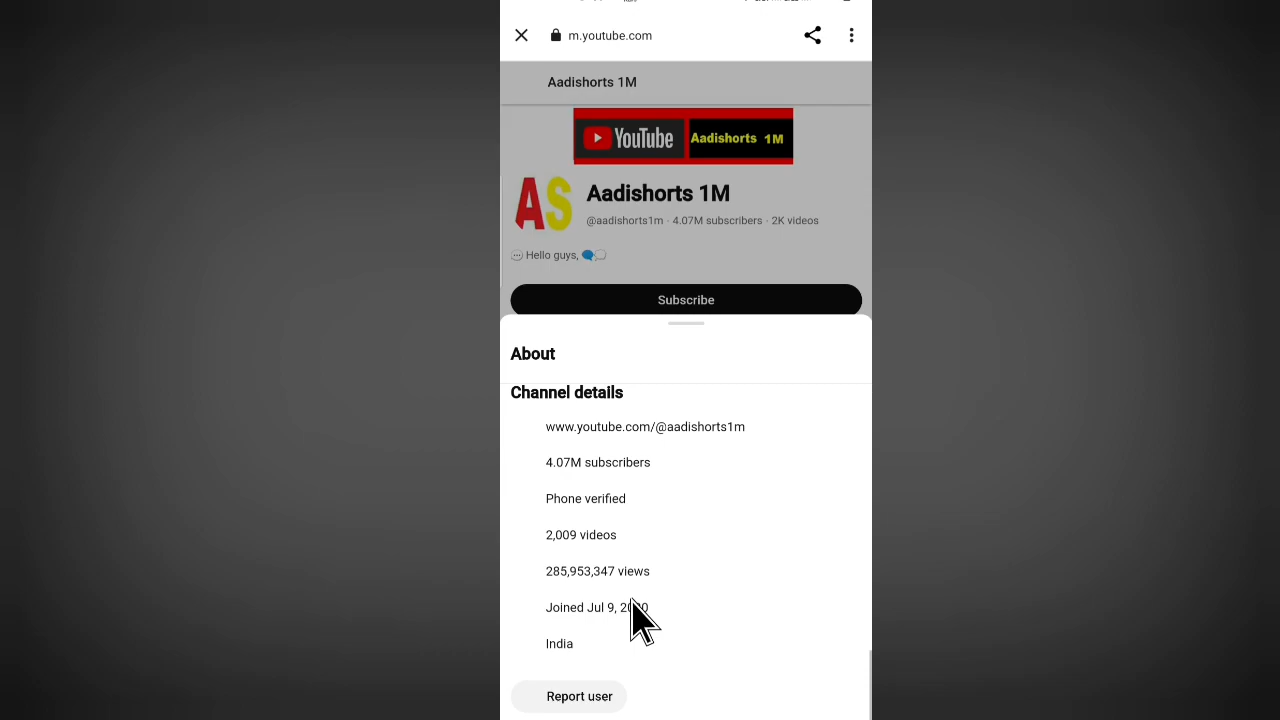 m.youtube.com
Aadishorts 1M
YouTube Aadishorts 1M
AS
Aadishorts 1M
@aadishorts1m · 4.07M subscribers · 2K videos
💬 Hello guys, 🗨️💭
Subscribe
About
Channel details
www.youtube.com/@aadishorts1m
4.07M subscribers
Phone verified
2,009 videos
285,953,347 views
Joined Jul 9,
India
Report user